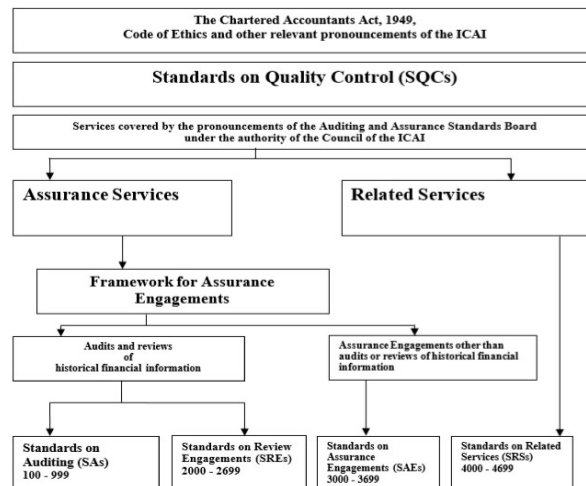 The Chartered Accountants Act, 1949,
Code of Ethics and other relevant pronouncements of the ICAI
Standards on Quality Control (SQCs)
Services covered by the pronouncements of the Auditing and Assurance Standards Board
under the authority of the Council of the ICAI
Assurance Services
Related Services
Framework for Assurance
Engagements
Audits and reviews
of
historical financial information
Assurance Engagements other than
audits or reviews of historical financial
information
Standards on
Auditing (SAs)
100 - 999
Standards on Review
Engagements (SREs)
2000 - 2699
Standards on
Assurance
Engagements (SAEs)
3000 - 3699
Standards on Related
Services (SRSs)
4000 - 4699